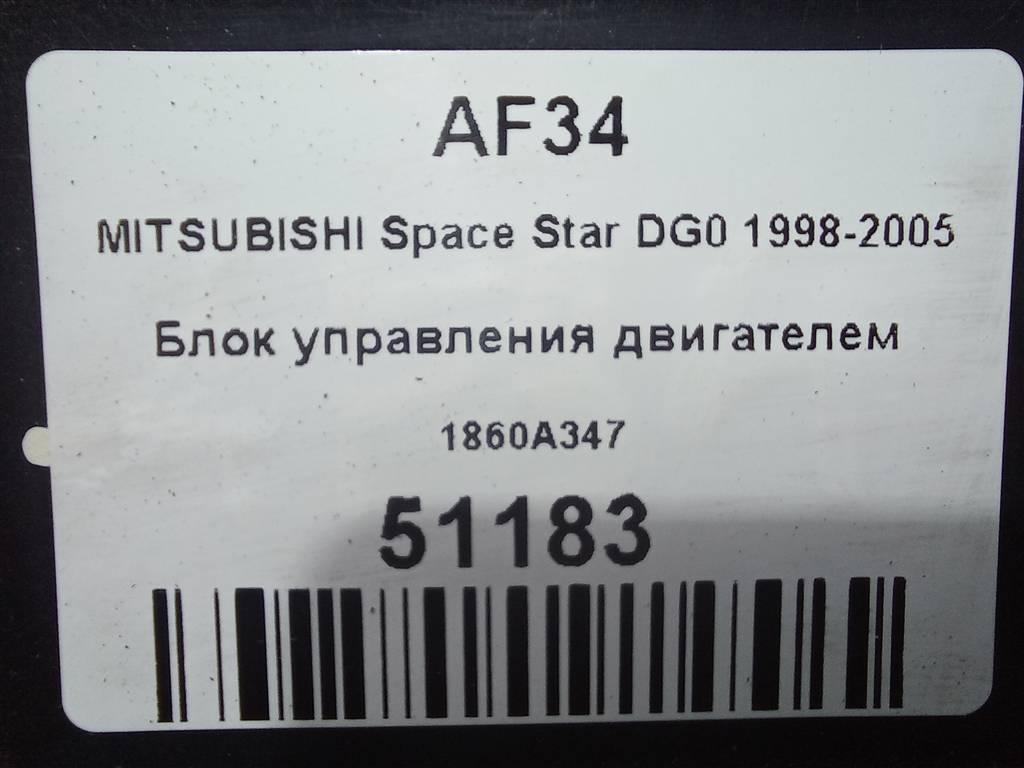 AF34
MITSUBISHI Space Star DG0 1998-2005
Блок управления двигателем
1860A347
51183